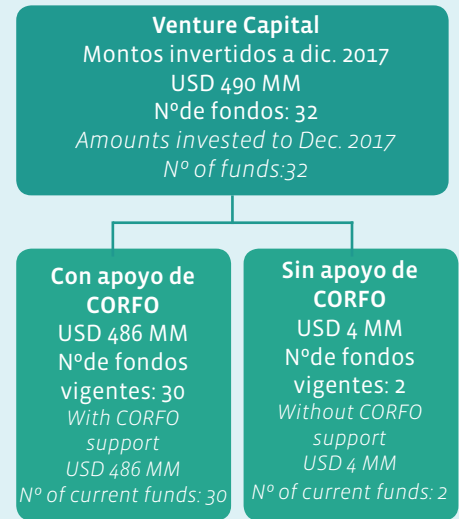 Venture Capital
Montos invertidos a dic. 2017
USD 490 MM
Nºde fondos: 32
Amounts invested to Dec. 2017
Nº of funds:32
Con apoyo de
CORFO
USD 486 MM
Nºde fondos
vigentes: 30
With CORFO
support
USD 486 MM
Nº of current funds: 30
Sin apoyo de
CORFO
USD 4 MM
Nºde fondos
vigentes: 2
Without CORFO
support
USD 4 MM
Nº of current funds: 2